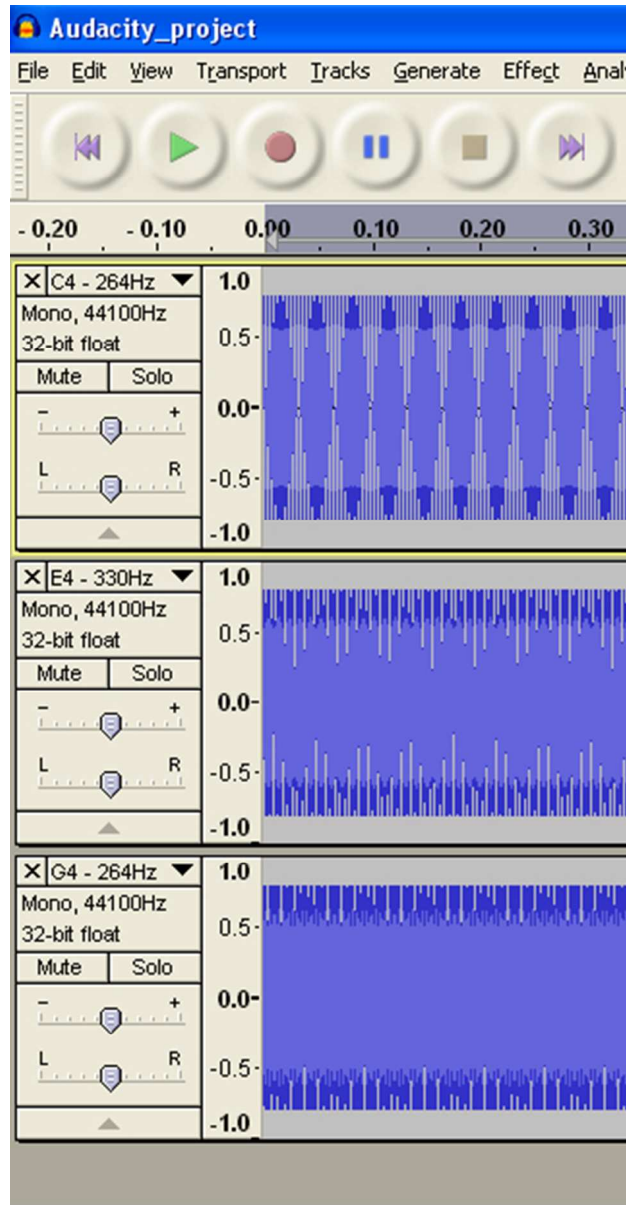 Audacity_project
File Edit View Transport Tracks Generate Effect Analy
- 0.20 - 0.10 0.00 0.10 0.20 0.30
C4 - 264Hz
Mono, 44100Hz
32-bit float
Mute Solo
- +
L R
1.0
0.5
0.0
-0.5
-1.0
E4 - 330Hz
Mono, 44100Hz
32-bit float
Mute Solo
- +
L R
1.0
0.5
0.0
-0.5
-1.0
G4 - 264Hz
Mono, 44100Hz
32-bit float
Mute Solo
- +
L R
1.0
0.5
0.0
-0.5
-1.0